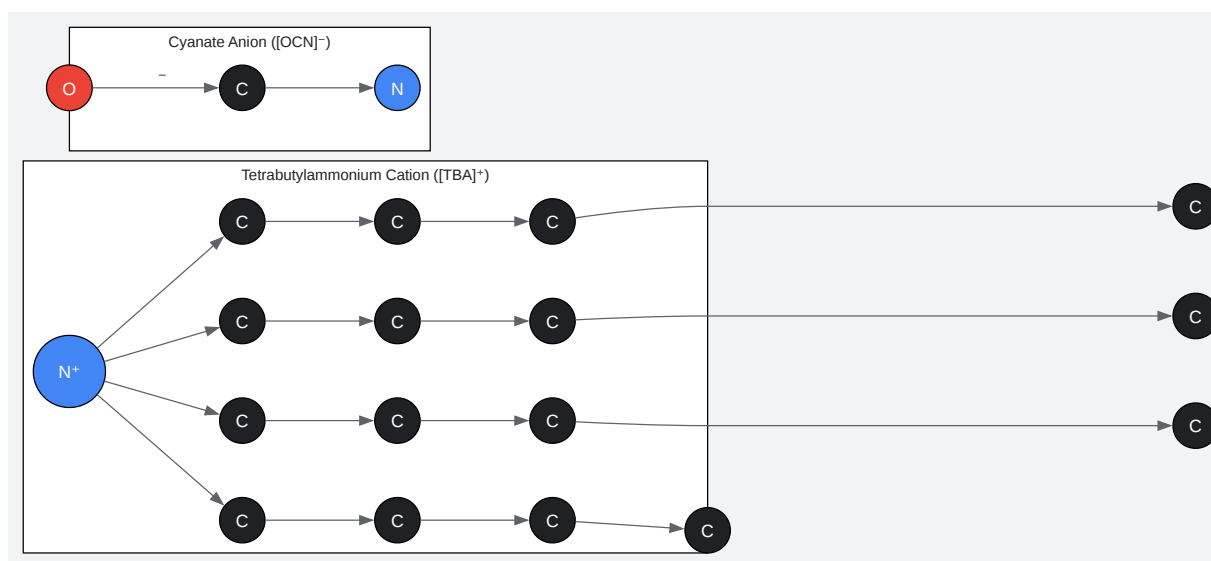 Cyanate Anion ([OCN]⁻)
–
O C N
Tetrabutylammonium Cation ([TBA]⁺)
C C C C
C C C C
N⁺
C C C C
C C C C